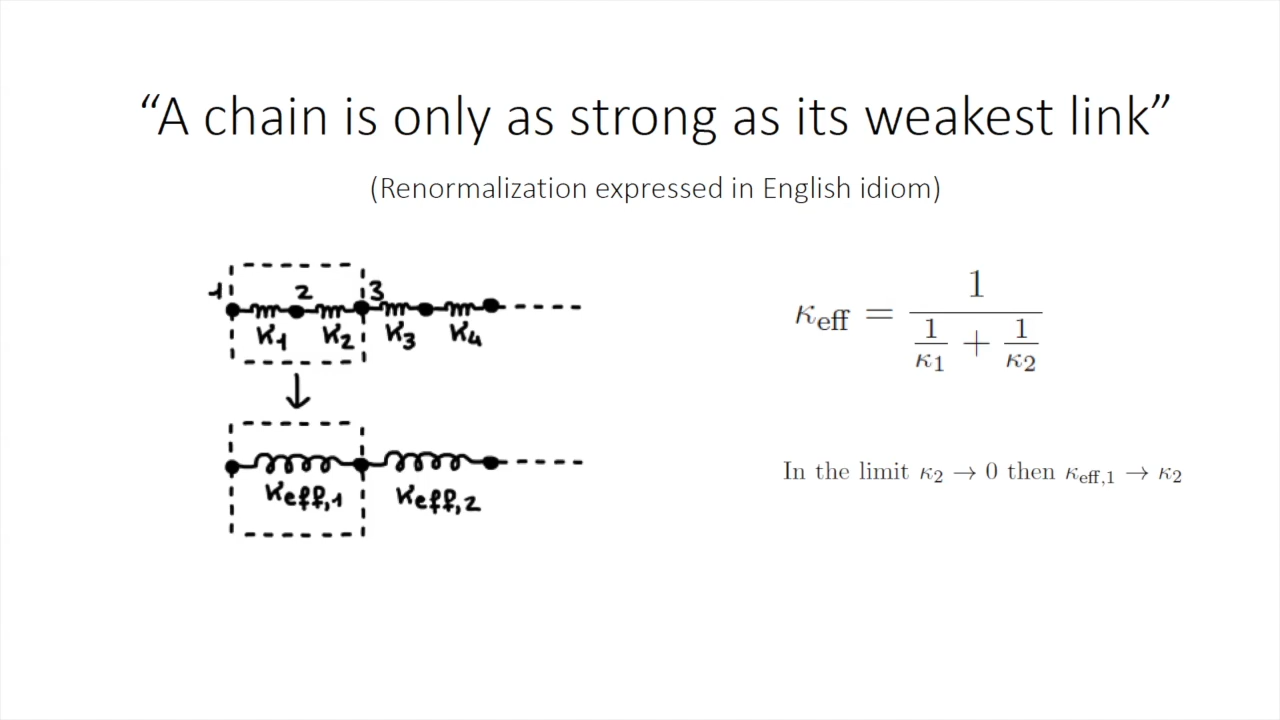 “A chain is only as strong as its weakest link”
(Renormalization expressed in English idiom)
1 2 3
κ1 κ2 κ3 κ4
κeff,1 κeff,2
κeff = 1 / (1/κ1 + 1/κ2)
In the limit κ2 → 0 then κeff,1 → κ2